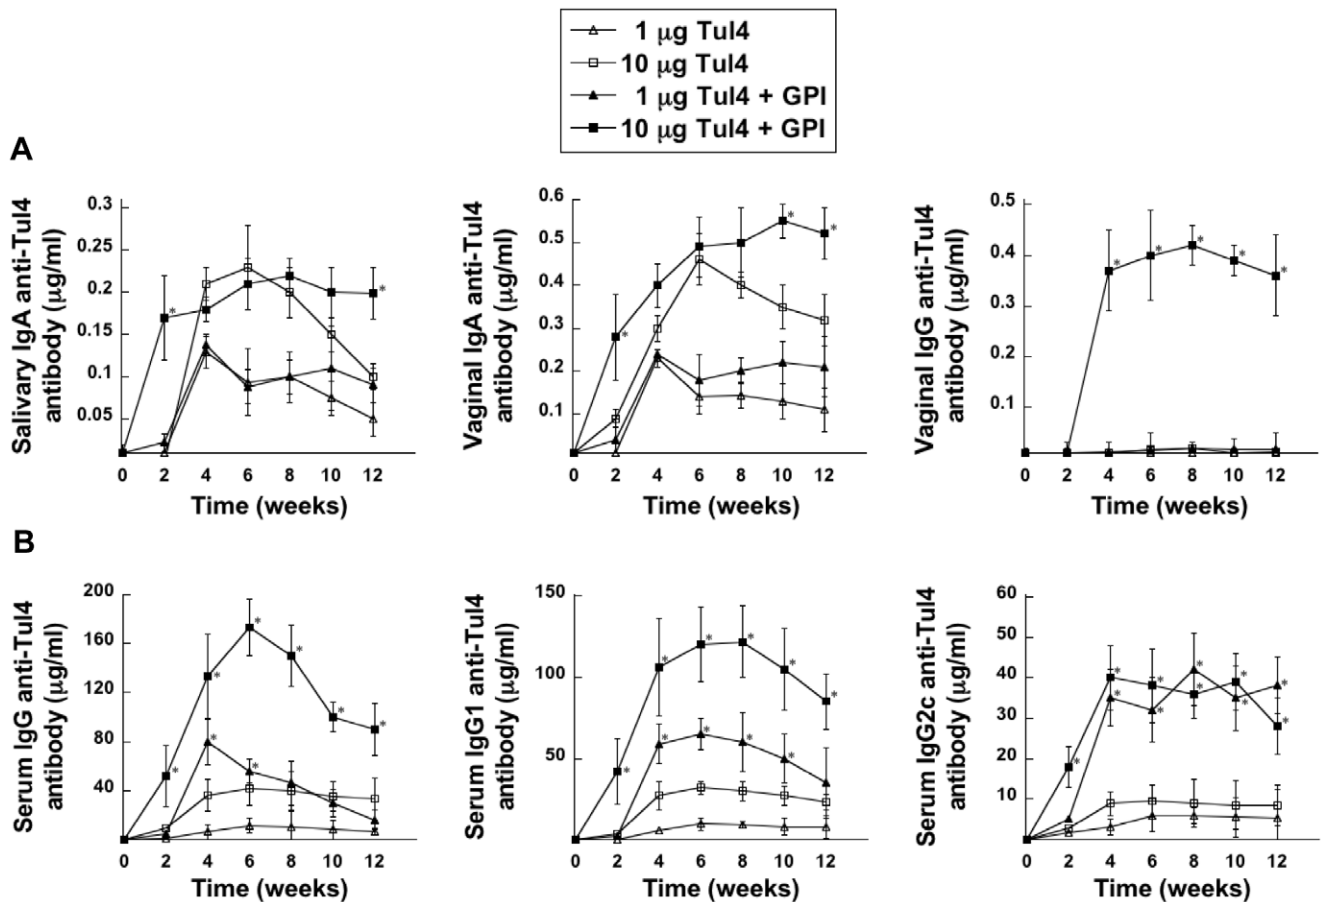 1 μg Tul4
10 μg Tul4
1 μg Tul4 + GPI
10 μg Tul4 + GPI
A
Salivary IgA anti-Tul4
antibody (μg/ml)
0.3
0.25
0.2
0.15
0.1
0.05
0 2 4 6 8 10 12
Time (weeks)
* *
Vaginal IgA anti-Tul4
antibody (μg/ml)
0.6
0.5
0.4
0.3
0.2
0.1
0 2 4 6 8 10 12
Time (weeks)
* * *
Vaginal IgG anti-Tul4
antibody (μg/ml)
0.5
0.4
0.3
0.2
0.1
0 2 4 6 8 10 12
Time (weeks)
* * * * *
B
Serum IgG anti-Tul4
antibody (μg/ml)
200
160
120
80
40
0 2 4 6 8 10 12
Time (weeks)
* * * * * *
* *
Serum IgG1 anti-Tul4
antibody (μg/ml)
150
100
50
0 2 4 6 8 10 12
Time (weeks)
* * * * * *
* * * *
Serum IgG2c anti-Tul4
antibody (μg/ml)
60
50
40
30
20
10
0 2 4 6 8 10 12
Time (weeks)
* * * * * *
* * * * *